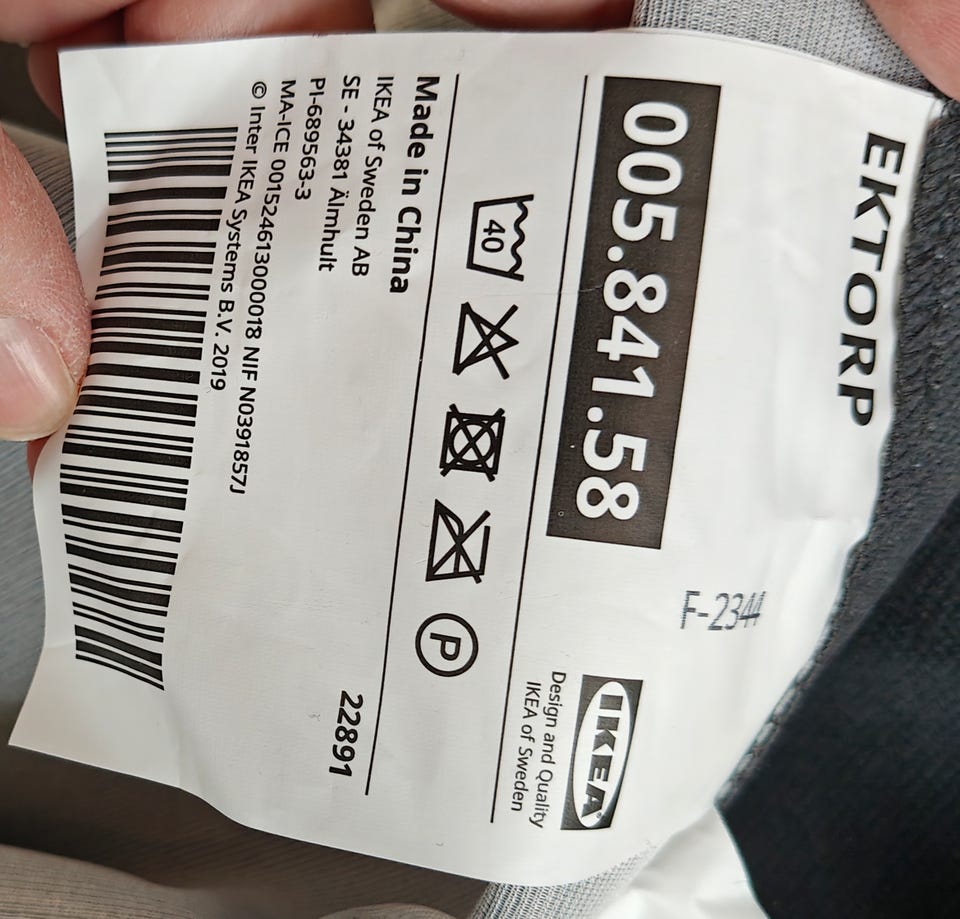 EKTORP
F-2344
005.841.58
IKEA®
Design and Quality
IKEA of Sweden
40
P
Made in China
IKEA of Sweden AB
SE - 34381 Älmhult
PI-689563-3
MA-ICE 001524613000018 NIF N0391857J
© Inter IKEA Systems B.V. 2019
22891